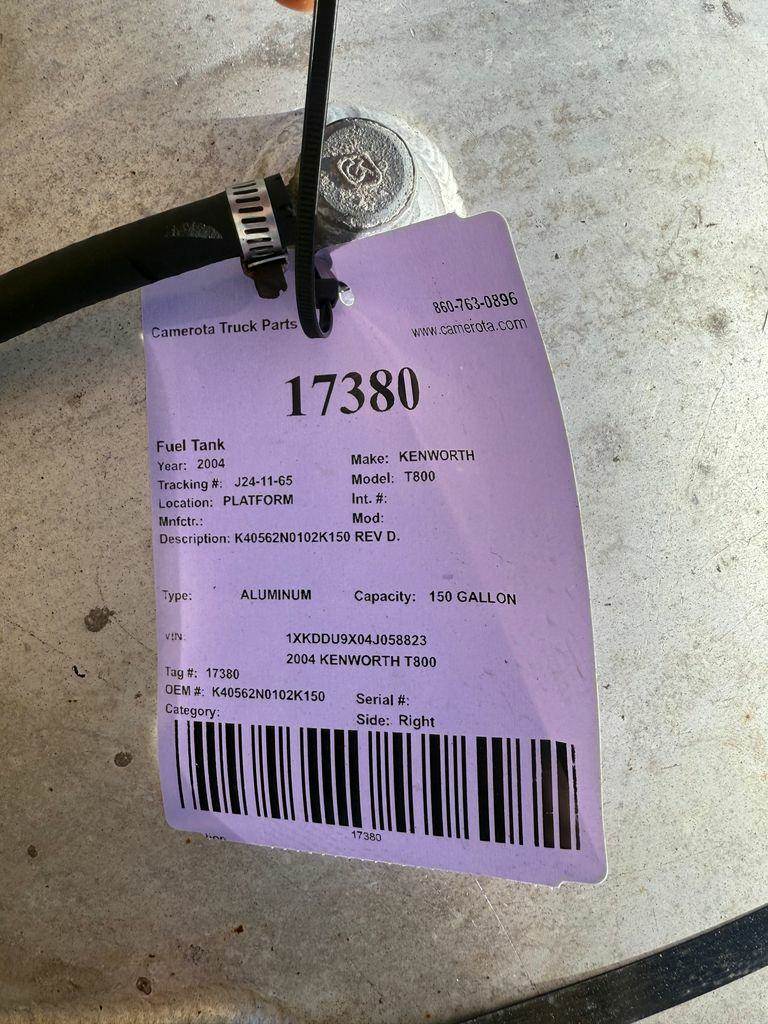 Camerota Truck Parts
860-763-0896
www.camerota.com
17380
Fuel Tank
Year: 2004
Make: KENWORTH
Tracking #: J24-11-65
Model: T800
Location: PLATFORM
Int. #:
Mnfctr.:
Mod:
Description: K40562N0102K150 REV D.
Type: ALUMINUM
Capacity: 150 GALLON
VIN: 1XKDDU9X04J058823
2004 KENWORTH T800
Tag #: 17380
OEM #: K40562N0102K150
Serial #:
Category:
Side: Right
17380